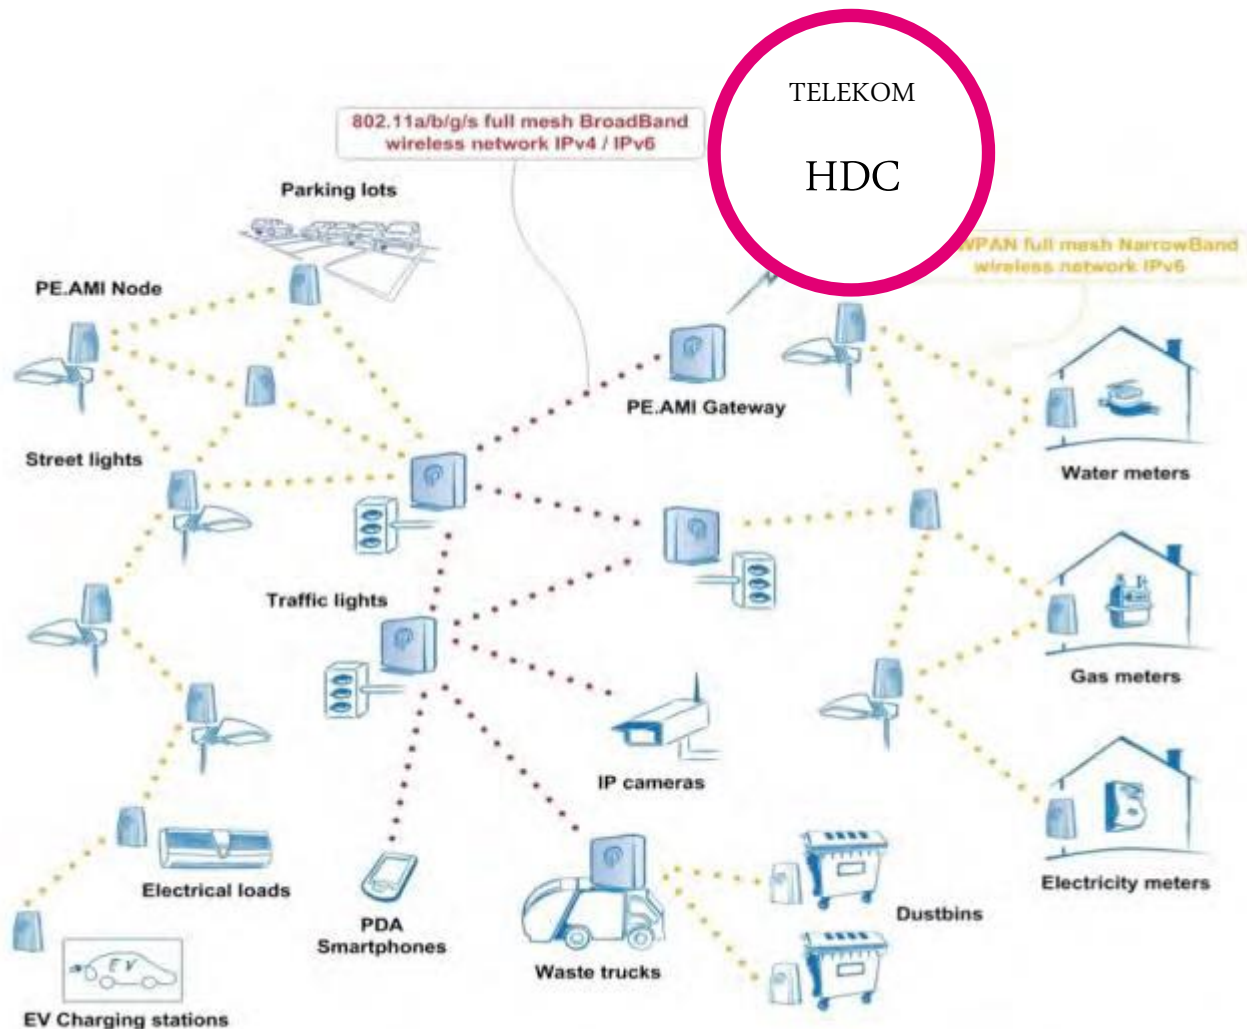 TELEKOM
HDC
802.11a/b/g/s full mesh BroadBand
wireless network IPv4 / IPv6
Parking lots
WPAN full mesh NarrowBand
wireless network IPv6
PE.AMI Node
PE.AMI Gateway
Street lights
Water meters
Traffic lights
Gas meters
IP cameras
Electrical loads
Electricity meters
PDA
Smartphones
Dustbins
Waste trucks
EV
EV Charging stations